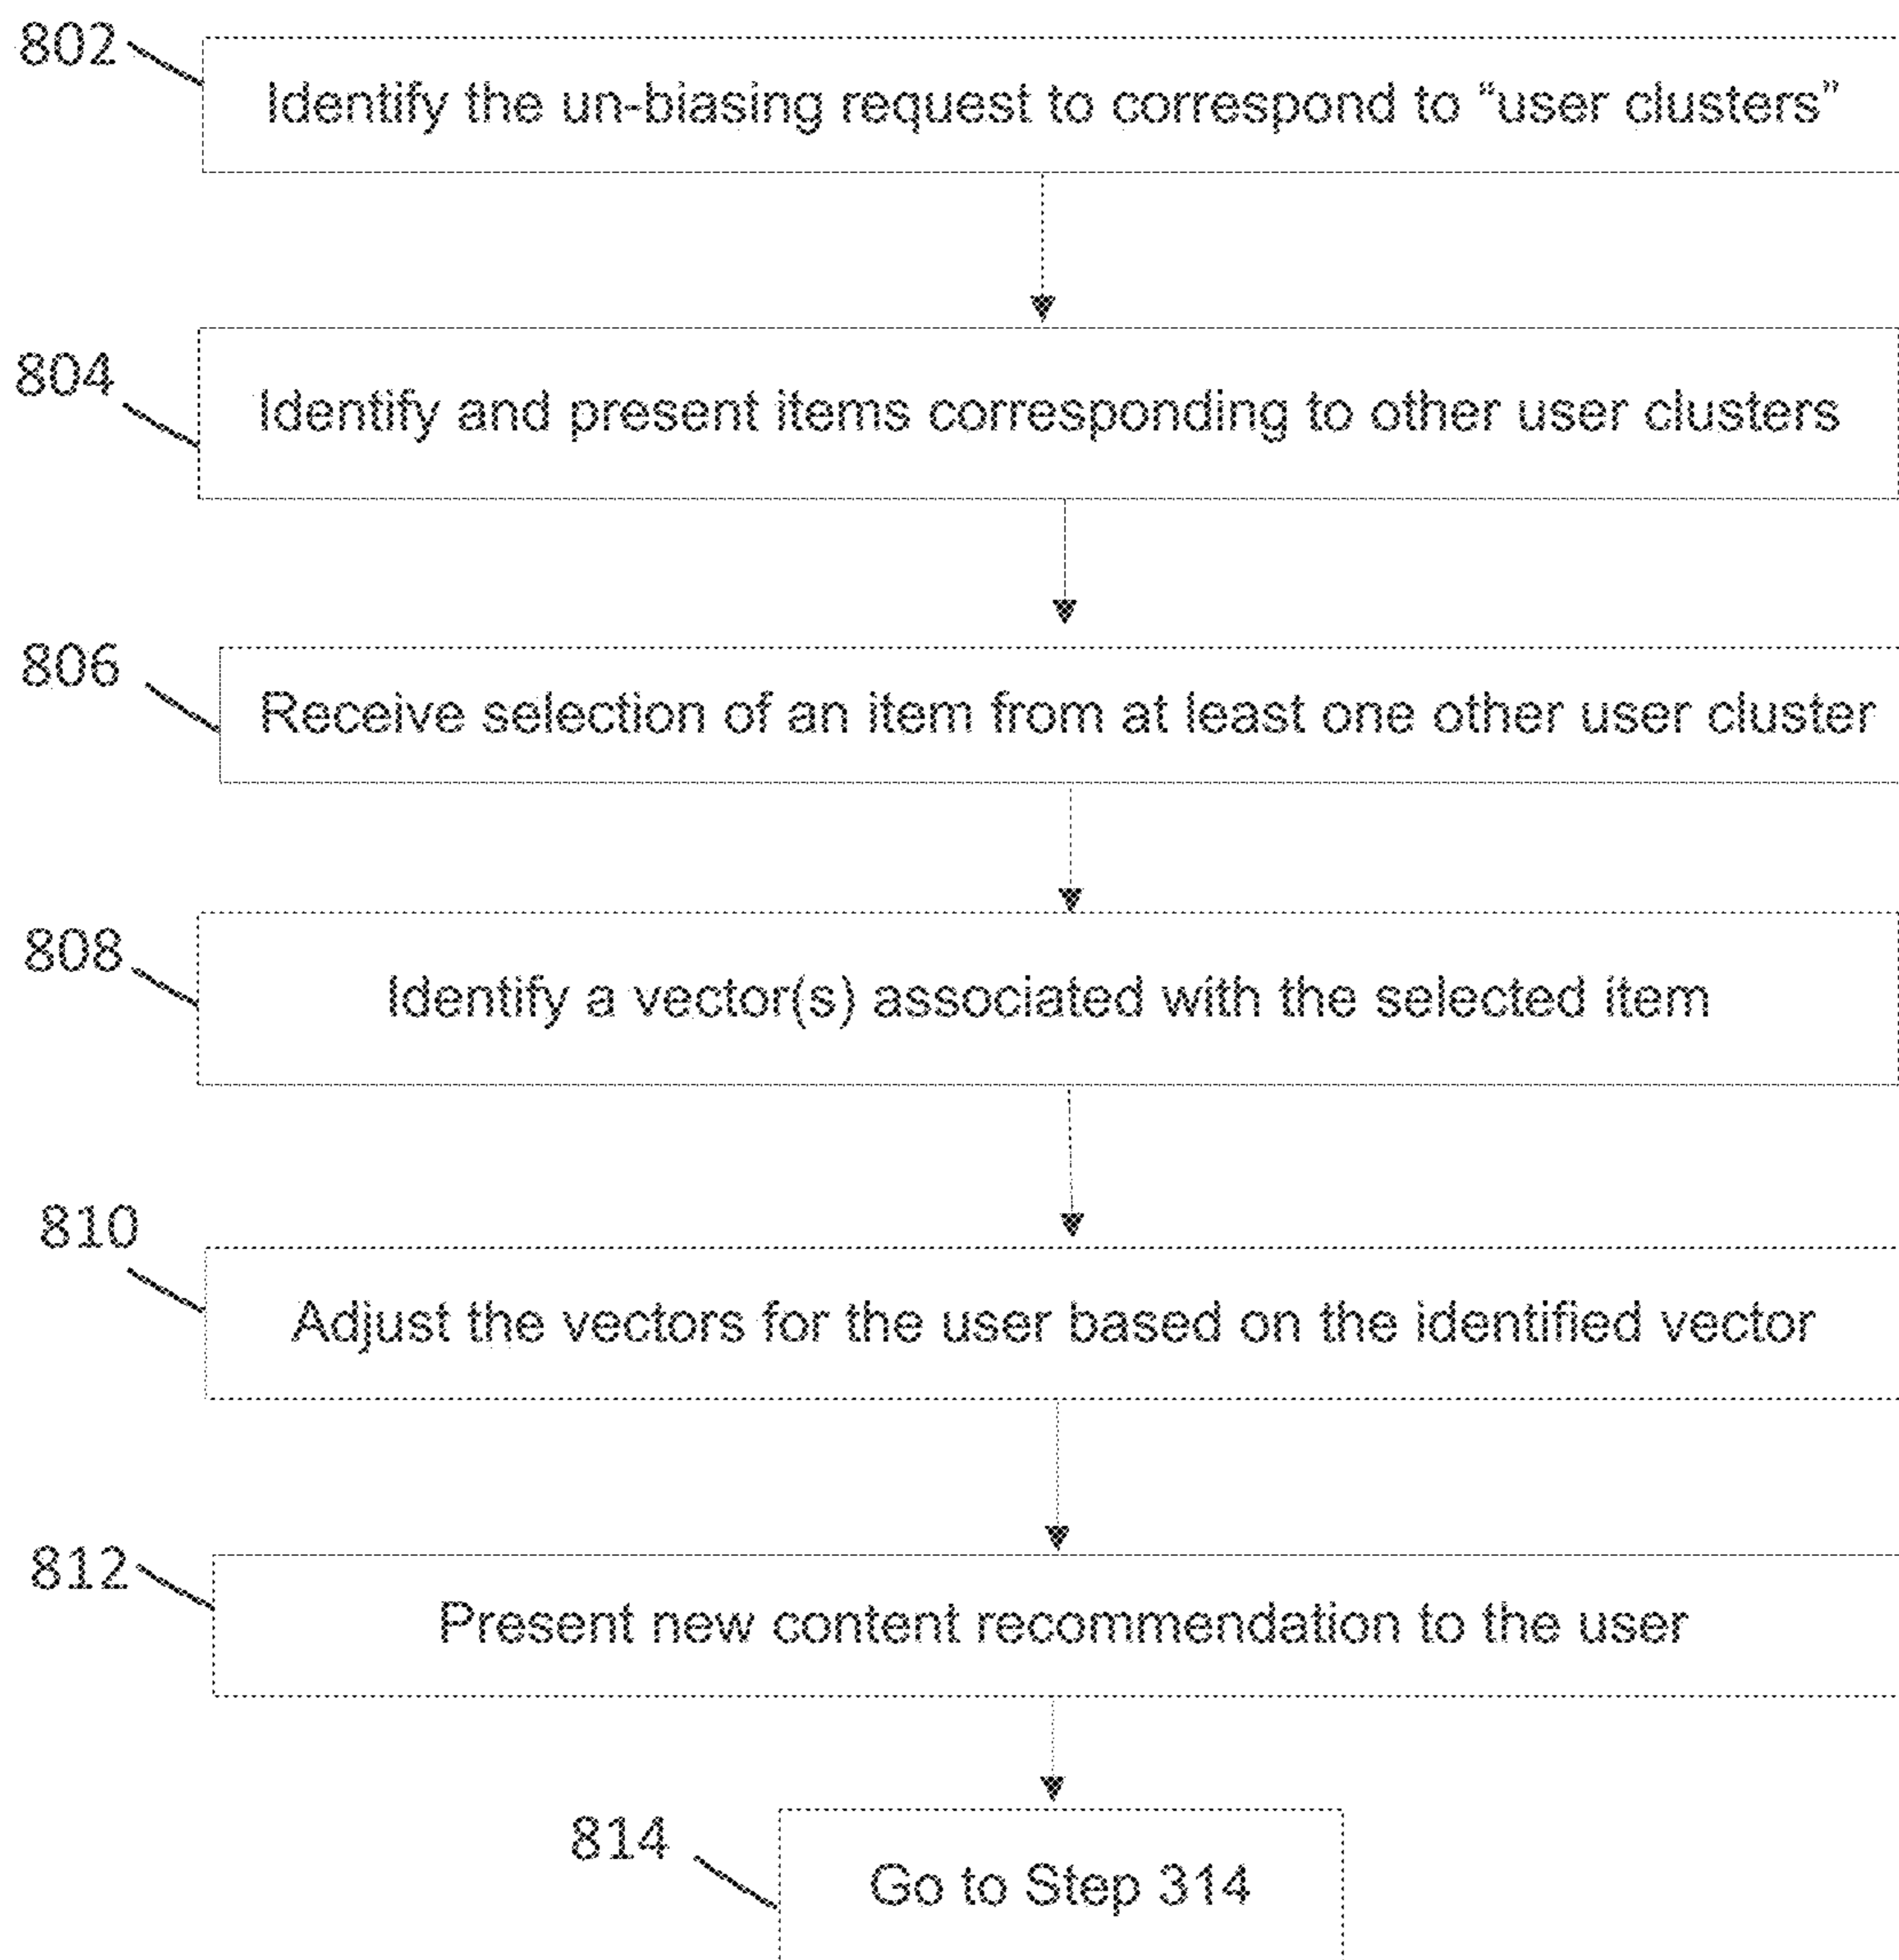 802
Identify the un-biasing request to correspond to “user clusters”
804
Identify and present items corresponding to other user clusters
806
Receive selection of an item from at least one other user cluster
808
Identify a vector(s) associated with the selected item
810
Adjust the vectors for the user based on the identified vector
812
Present new content recommendation to the user
814
Go to Step 314